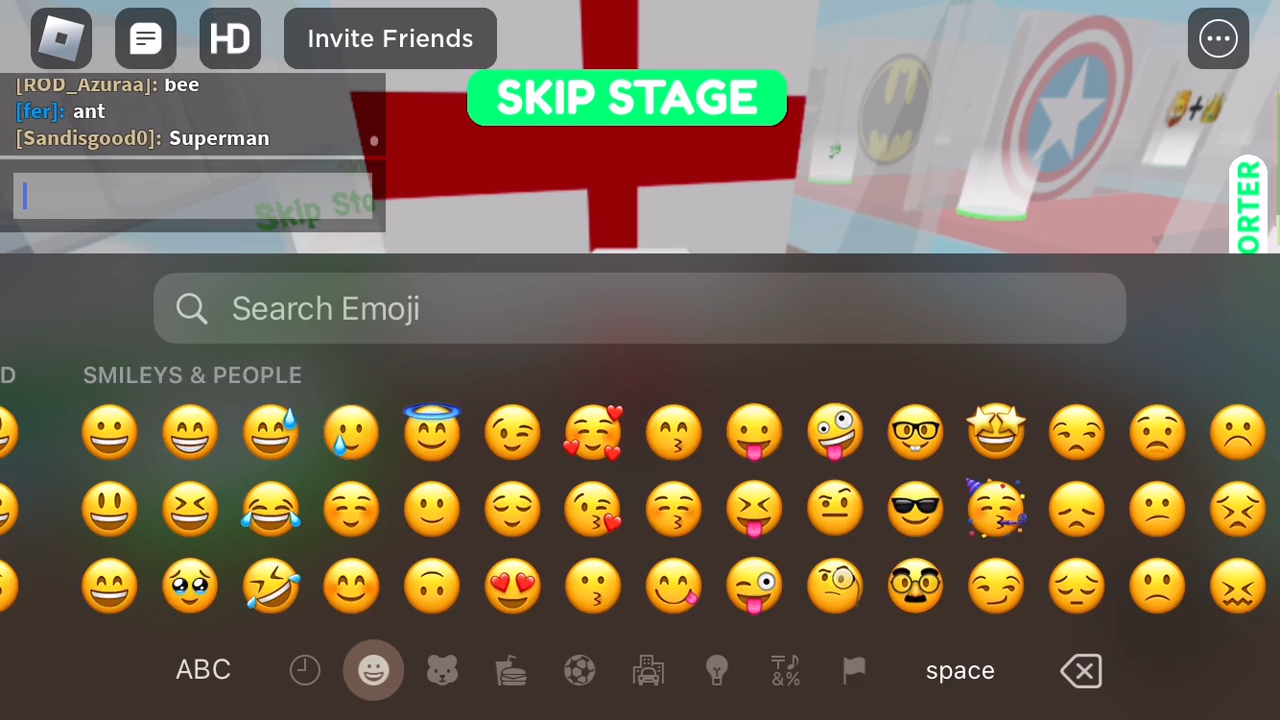 HD
Invite Friends
[ROD_Azuraa]: bee
[fer]: ant
[Sandisgood0]: Superman
SKIP STAGE
Skip Sta
ORTER
Search Emoji
D
SMILEYS & PEOPLE
ABC
space